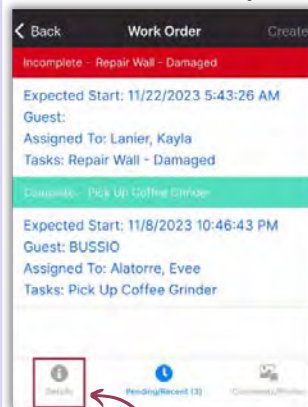 Back Work Order Create
Incomplete - Repair Wall - Damaged
Expected Start: 11/22/2023 5:43:26 AM
Guest:
Assigned To: Lanier, Kayla
Tasks: Repair Wall - Damaged
Complete - Pick Up Coffee Grinder
Expected Start: 11/8/2023 10:46:43 PM
Guest: BUSSIO
Assigned To: Alatorre, Evee
Tasks: Pick Up Coffee Grinder
Details Pending/Recent (3)